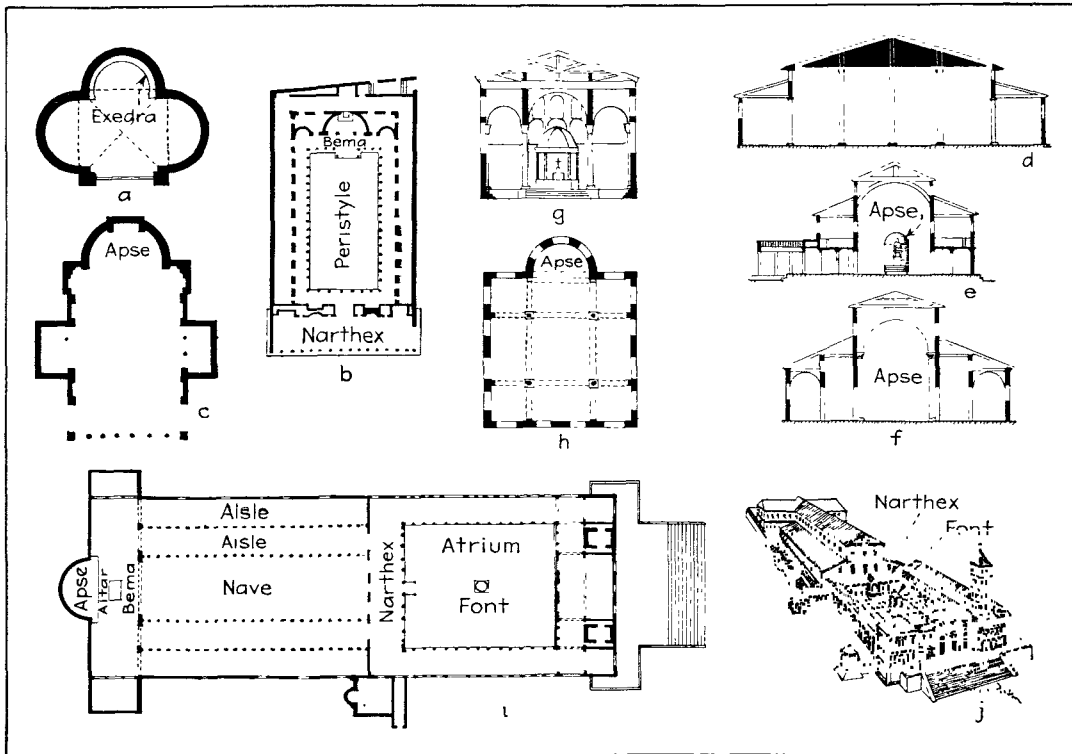 Exedra
a
Apse
c
Bema
Peristyle
Narthex
b
g
Apse
h
d
Apse
e
Apse
f
Aisle
Aisle
Nave
Apse
Altar
Bema
Narthex
Atrium
Font
i
Narthex
Font
j